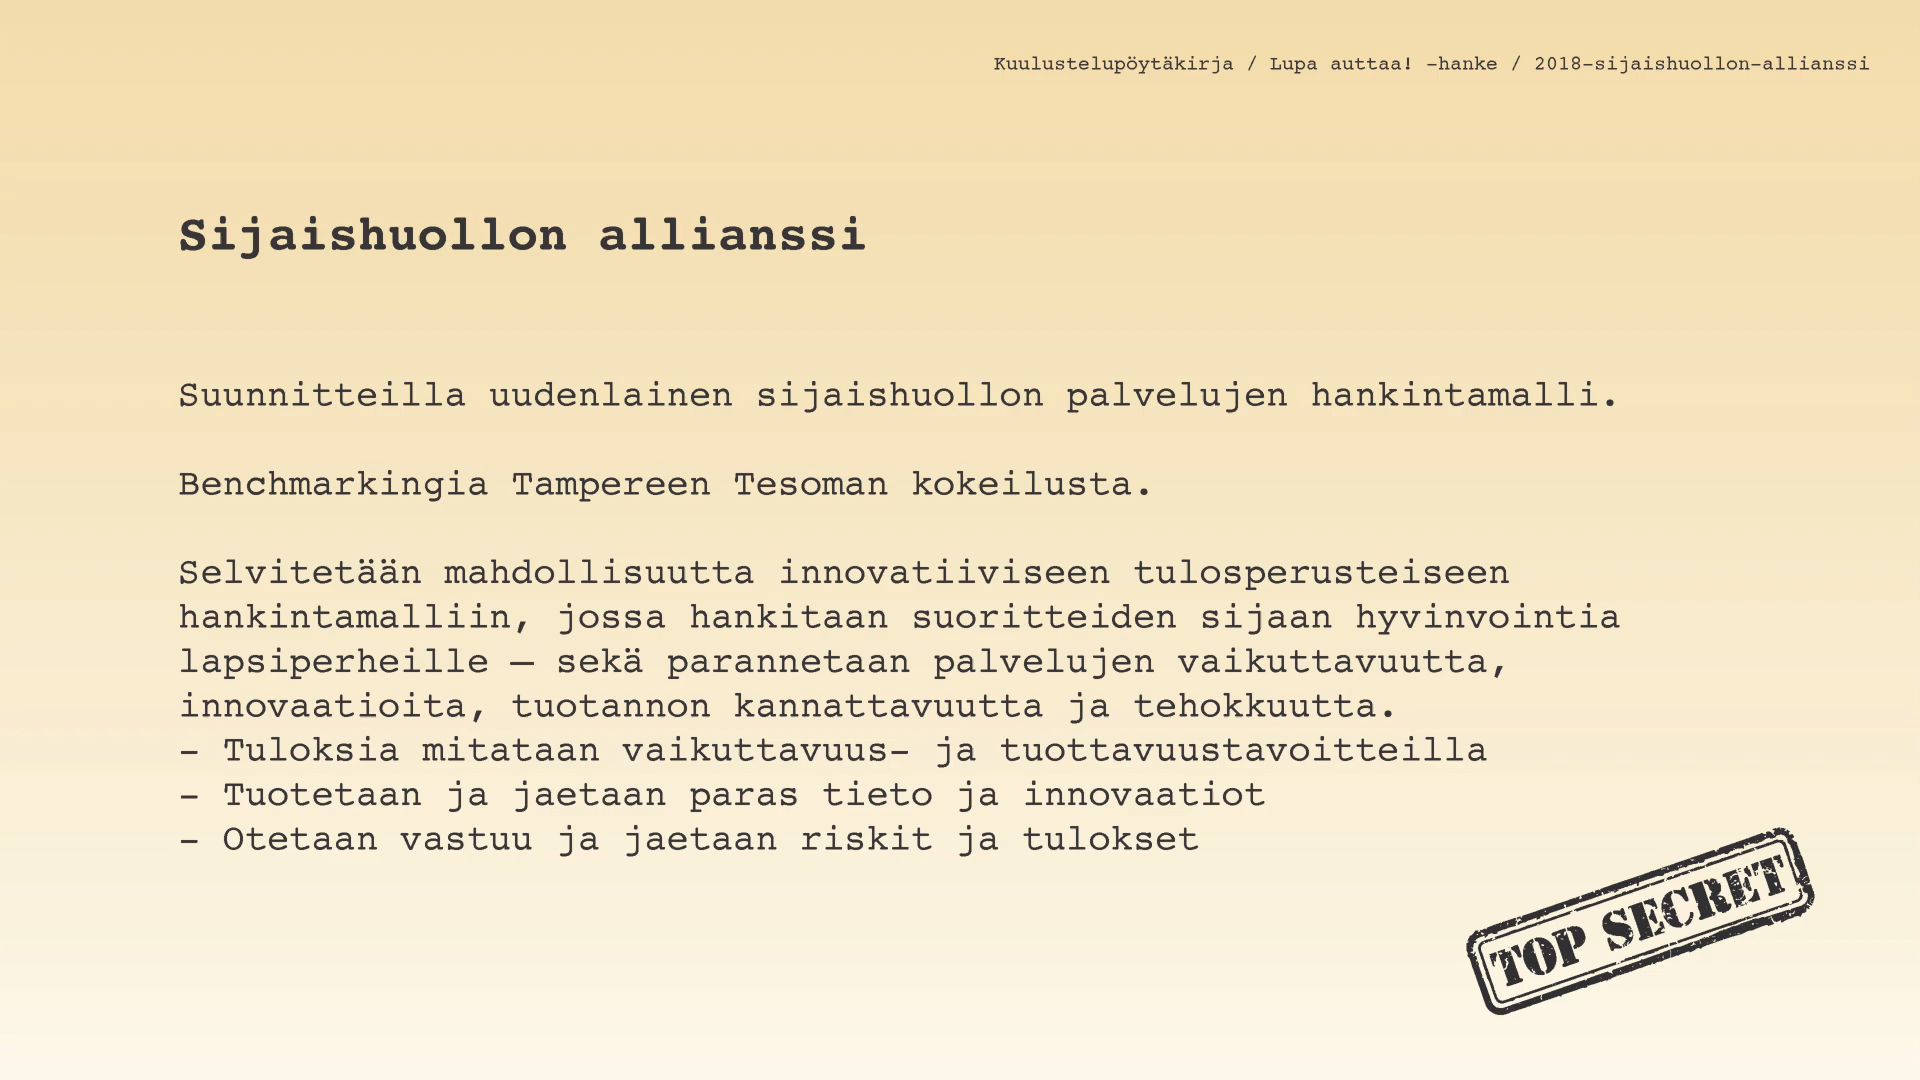 Kuulustelupöytäkirja / Lupa auttaa! -hanke / 2018-sijaishuollon-allianssi
Sijaishuollon allianssi
Suunnitteilla uudenlainen sijaishuollon palvelujen hankintamalli.
Benchmarkingia Tampereen Tesoman kokeilusta.
Selvitetään mahdollisuutta innovatiiviseen tulosperusteiseen
hankintamalliin, jossa hankitaan suoritteiden sijaan hyvinvointia
lapsiperheille — sekä parannetaan palvelujen vaikuttavuutta,
innovaatioita, tuotannon kannattavuutta ja tehokkuutta.
- Tuloksia mitataan vaikuttavuus- ja tuottavuustavoitteilla
- Tuotetaan ja jaetaan paras tieto ja innovaatiot
- Otetaan vastuu ja jaetaan riskit ja tulokset
TOP SECRET